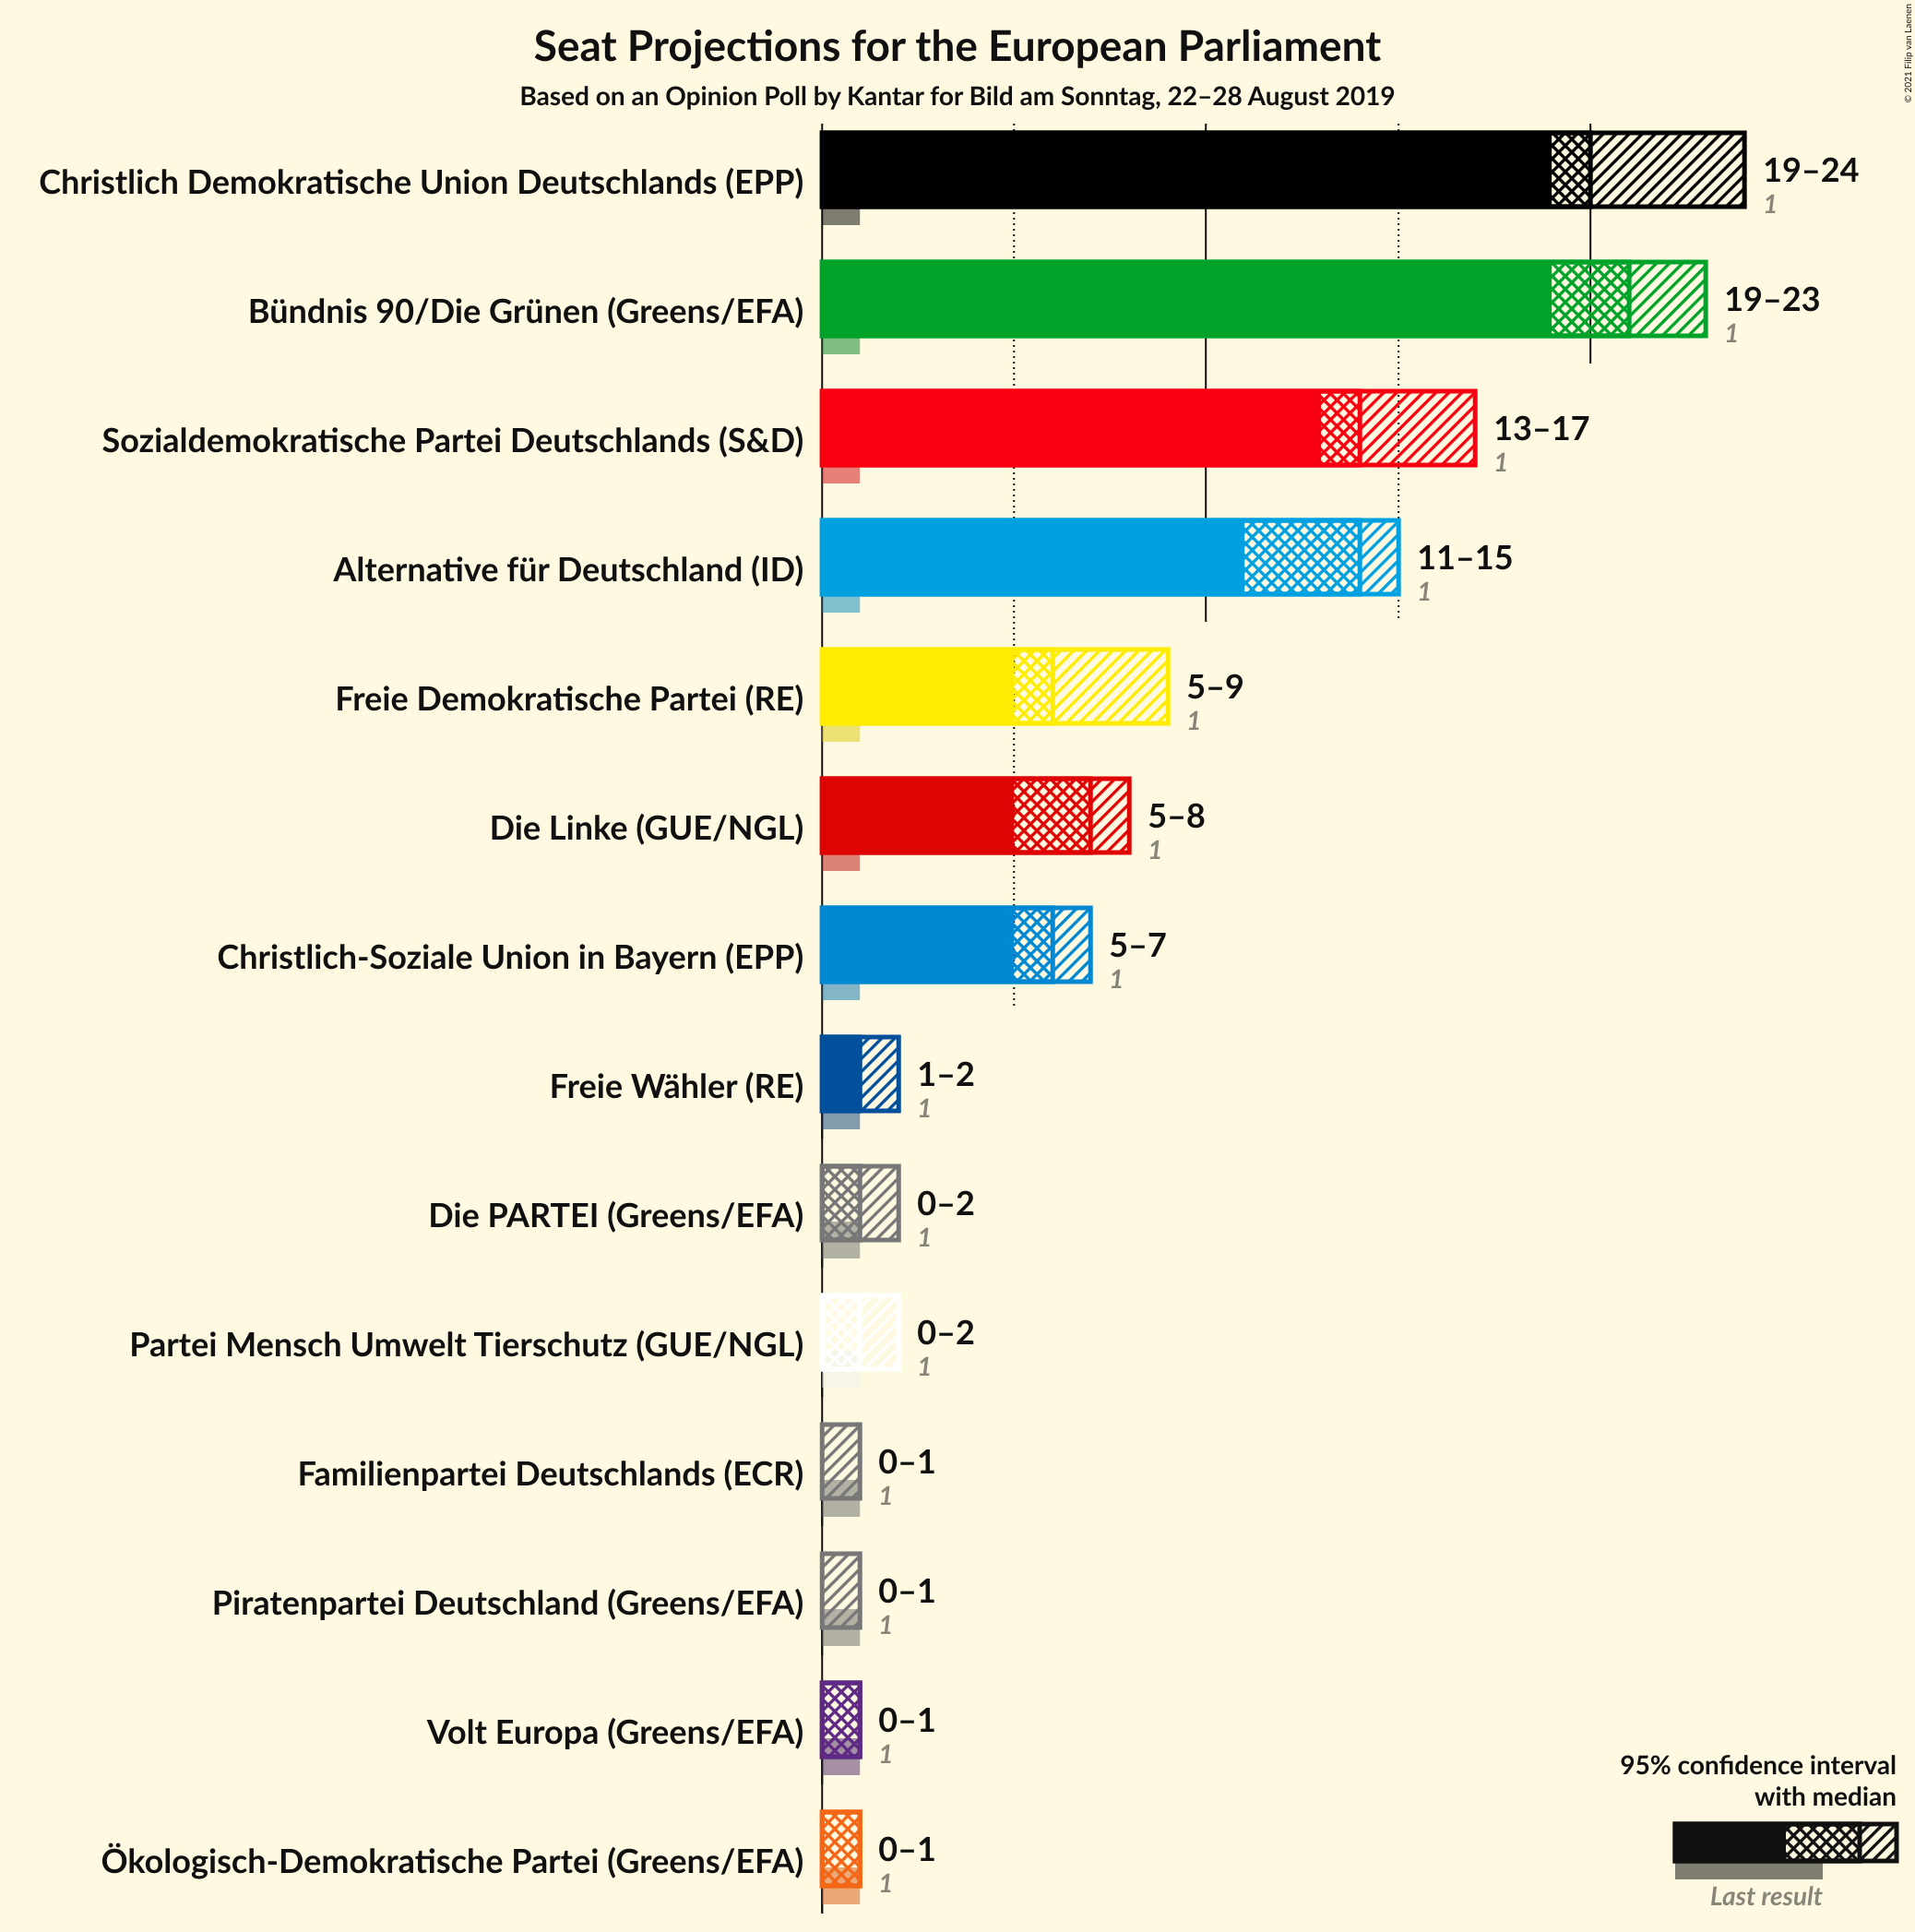 Seat Projections for the European Parliament
Based on an Opinion Poll by Kantar for Bild am Sonntag, 22–28 August 2019
© 2021 Filip van Laenen
Christlich Demokratische Union Deutschlands (EPP)
19–24
1
Bündnis 90/Die Grünen (Greens/EFA)
19–23
1
Sozialdemokratische Partei Deutschlands (S&D)
13–17
1
Alternative für Deutschland (ID)
11–15
1
Freie Demokratische Partei (RE)
5–9
1
Die Linke (GUE/NGL)
5–8
1
Christlich-Soziale Union in Bayern (EPP)
5–7
1
Freie Wähler (RE)
1–2
1
Die PARTEI (Greens/EFA)
0–2
1
Partei Mensch Umwelt Tierschutz (GUE/NGL)
0–2
1
Familienpartei Deutschlands (ECR)
0–1
1
Piratenpartei Deutschland (Greens/EFA)
0–1
1
Volt Europa (Greens/EFA)
0–1
1
Ökologisch-Demokratische Partei (Greens/EFA)
0–1
1
95% confidence interval
with median
Last result